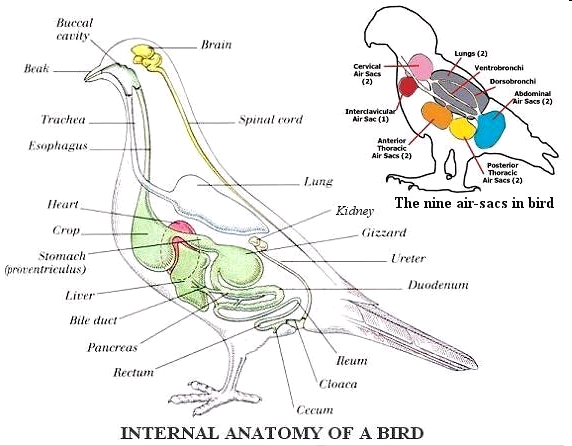 Buccal
cavity
Brain
Beak
Trachea
Spinal cord
Esophagus
Lung
Heart
Kidney
Crop
Gizzard
Stomach
(proventriculus)
Ureter
Liver
Duodenum
Bile duct
Pancreas
Rectum
Ileum
Cloaca
Cecum
INTERNAL ANATOMY OF A BIRD
Lungs (2)
Cervical
Air Sacs
(2)
Ventrobronchi
Dorsobronchi
Abdominal
Air Sacs (2)
Interclavicular
Air Sac (1)
Anterior
Thoracic
Air Sacs (2)
Posterior
Thoracic
Air Sacs (2)
The nine air-sacs in bird